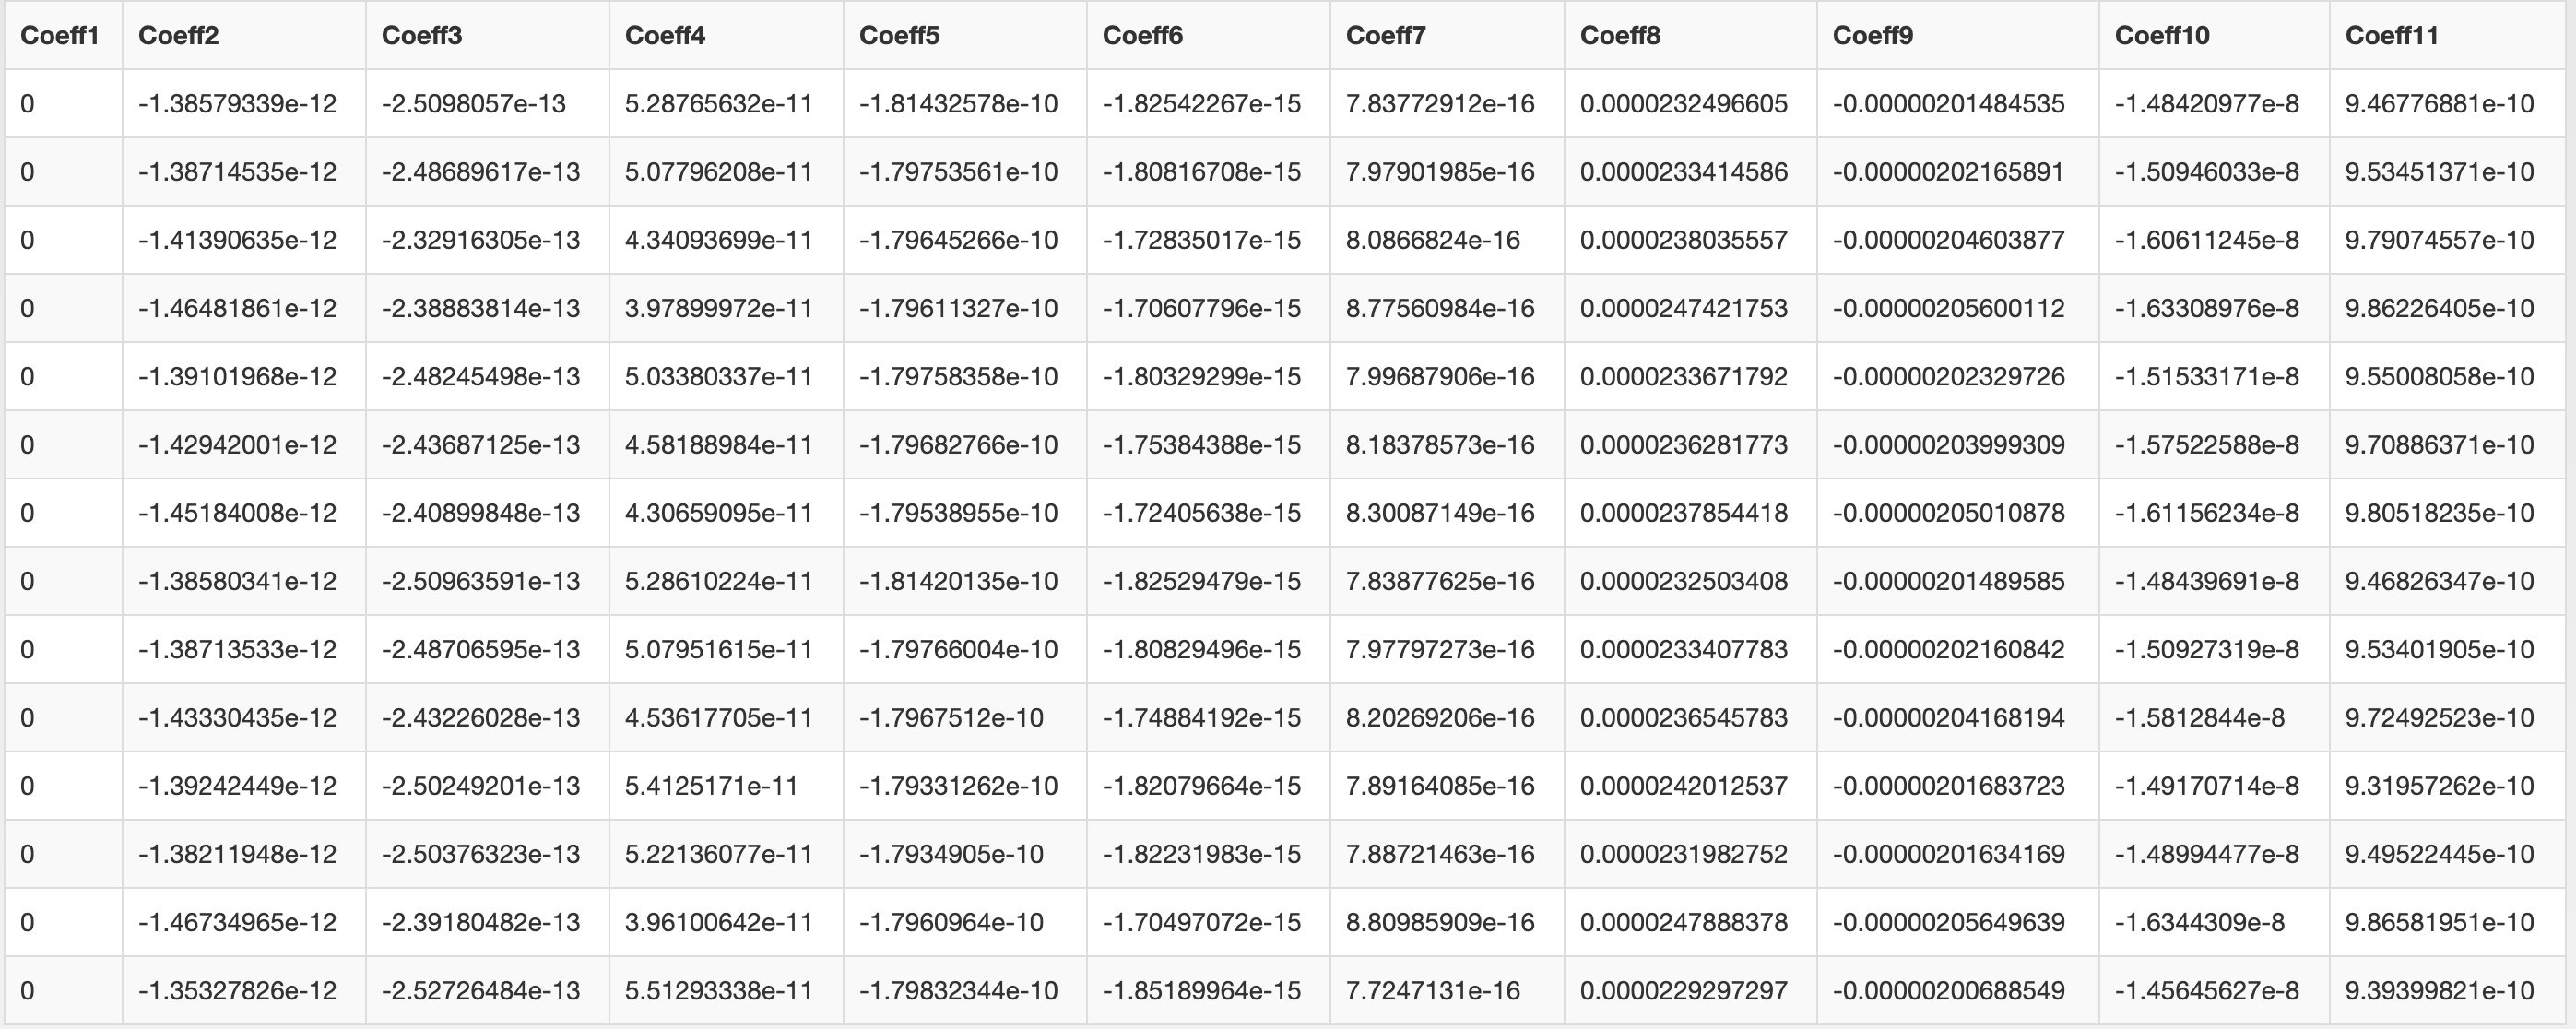 Coeff1 Coeff2 Coeff3 Coeff4 Coeff5 Coeff6 Coeff7 Coeff8 Coeff9 Coeff10 Coeff11
0 -1.38579339e-12 -2.5098057e-13 5.28765632e-11 -1.81432578e-10 -1.82542267e-15 7.83772912e-16 0.0000232496605 -0.00000201484535 -1.48420977e-8 9.46776881e-10
0 -1.38714535e-12 -2.48689617e-13 5.07796208e-11 -1.79753561e-10 -1.80816708e-15 7.97901985e-16 0.0000233414586 -0.00000202165891 -1.50946033e-8 9.53451371e-10
0 -1.41390635e-12 -2.32916305e-13 4.34093699e-11 -1.79645266e-10 -1.72835017e-15 8.0866824e-16 0.0000238035557 -0.00000204603877 -1.60611245e-8 9.79074557e-10
0 -1.46481861e-12 -2.38883814e-13 3.97899972e-11 -1.79611327e-10 -1.70607796e-15 8.77560984e-16 0.0000247421753 -0.00000205600112 -1.63308976e-8 9.86226405e-10
0 -1.39101968e-12 -2.48245498e-13 5.03380337e-11 -1.79758358e-10 -1.80329299e-15 7.99687906e-16 0.0000233671792 -0.00000202329726 -1.51533171e-8 9.55008058e-10
0 -1.42942001e-12 -2.43687125e-13 4.58188984e-11 -1.79682766e-10 -1.75384388e-15 8.18378573e-16 0.0000236281773 -0.00000203999309 -1.57522588e-8 9.70886371e-10
0 -1.45184008e-12 -2.40899848e-13 4.30659095e-11 -1.79538955e-10 -1.72405638e-15 8.30087149e-16 0.0000237854418 -0.00000205010878 -1.61156234e-8 9.80518235e-10
0 -1.38580341e-12 -2.50963591e-13 5.28610224e-11 -1.81420135e-10 -1.82529479e-15 7.83877625e-16 0.0000232503408 -0.00000201489585 -1.48439691e-8 9.46826347e-10
0 -1.38713533e-12 -2.48706595e-13 5.07951615e-11 -1.79766004e-10 -1.80829496e-15 7.97797273e-16 0.0000233407783 -0.00000202160842 -1.50927319e-8 9.53401905e-10
0 -1.43330435e-12 -2.43226028e-13 4.53617705e-11 -1.7967512e-10 -1.74884192e-15 8.20269206e-16 0.0000236545783 -0.00000204168194 -1.5812844e-8 9.72492523e-10
0 -1.39242449e-12 -2.50249201e-13 5.4125171e-11 -1.79331262e-10 -1.82079664e-15 7.89164085e-16 0.0000242012537 -0.00000201683723 -1.49170714e-8 9.31957262e-10
0 -1.38211948e-12 -2.50376323e-13 5.22136077e-11 -1.7934905e-10 -1.82231983e-15 7.88721463e-16 0.0000231982752 -0.00000201634169 -1.48994477e-8 9.49522445e-10
0 -1.46734965e-12 -2.39180482e-13 3.96100642e-11 -1.7960964e-10 -1.70497072e-15 8.80985909e-16 0.0000247888378 -0.00000205649639 -1.6344309e-8 9.86581951e-10
0 -1.35327826e-12 -2.52726484e-13 5.51293338e-11 -1.79832344e-10 -1.85189964e-15 7.7247131e-16 0.0000229297297 -0.00000200688549 -1.45645627e-8 9.39399821e-10